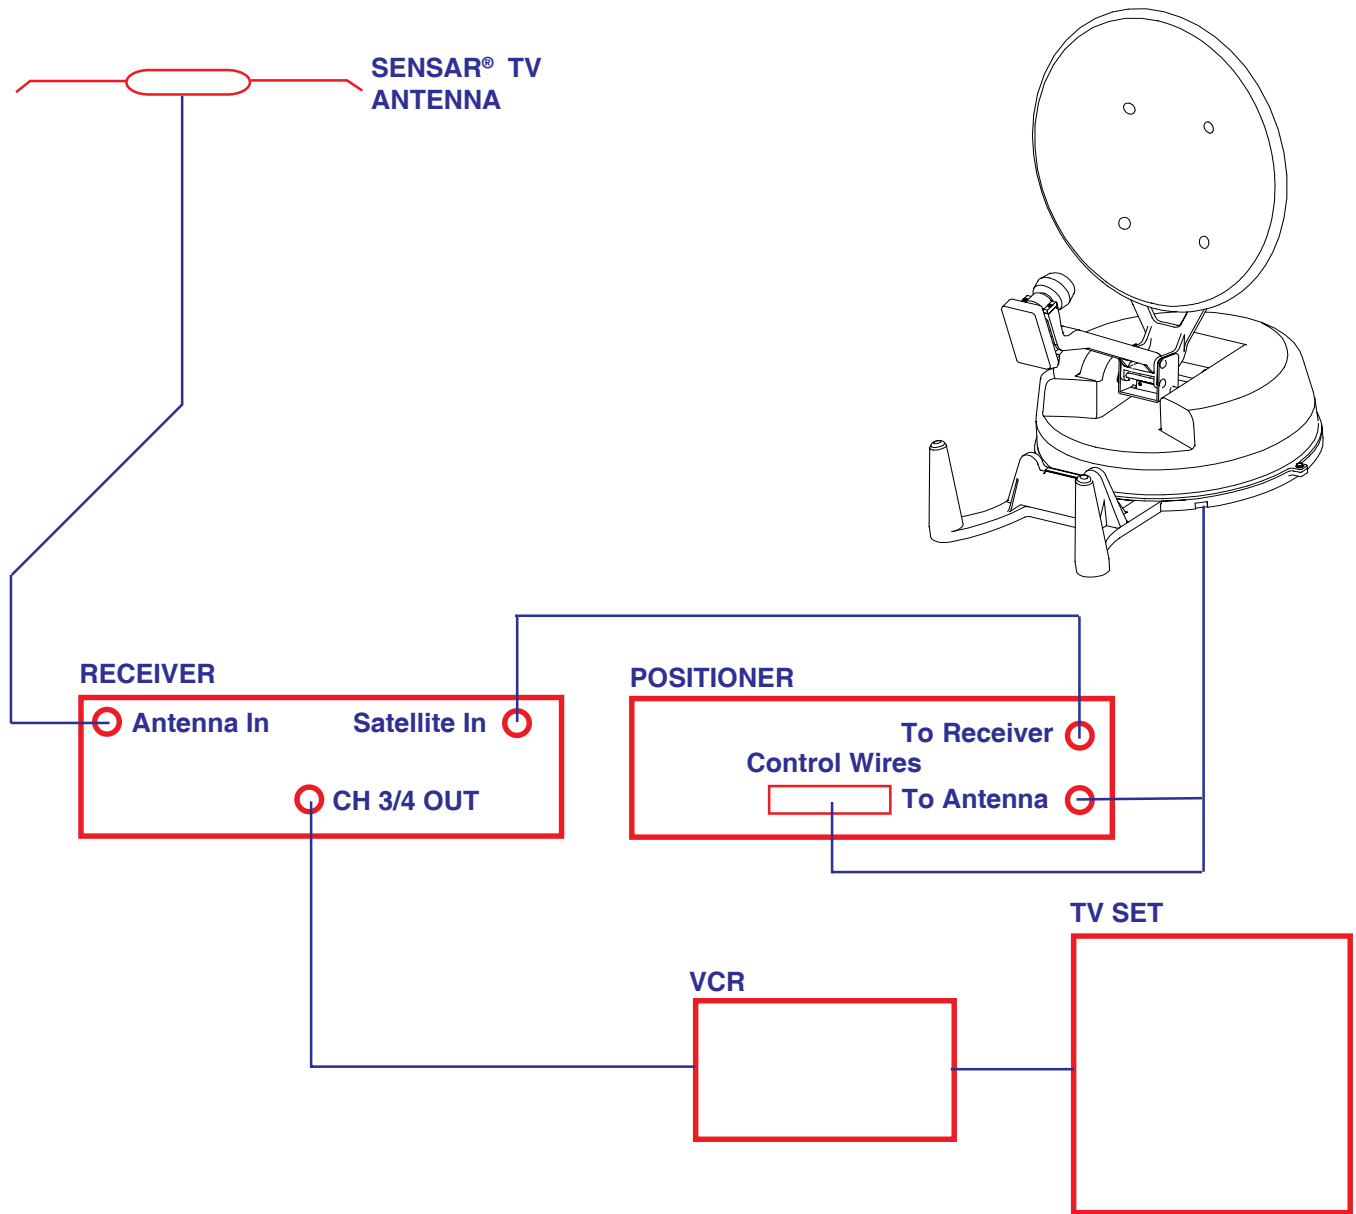 SENSAR® TV
ANTENNA
RECEIVER
Antenna In
Satellite In
CH 3/4 OUT
POSITIONER
To Receiver
Control Wires
To Antenna
TV SET
VCR